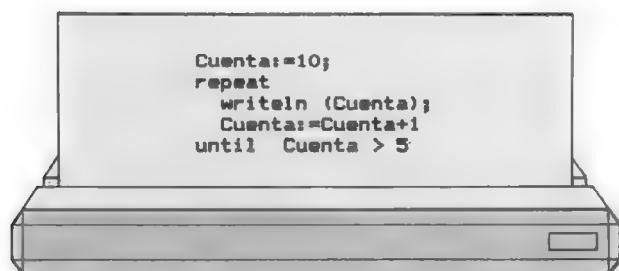 Cuenta:=10;
repeat
writeln (Cuenta);
Cuenta:=Cuenta+1
until Cuenta > 5